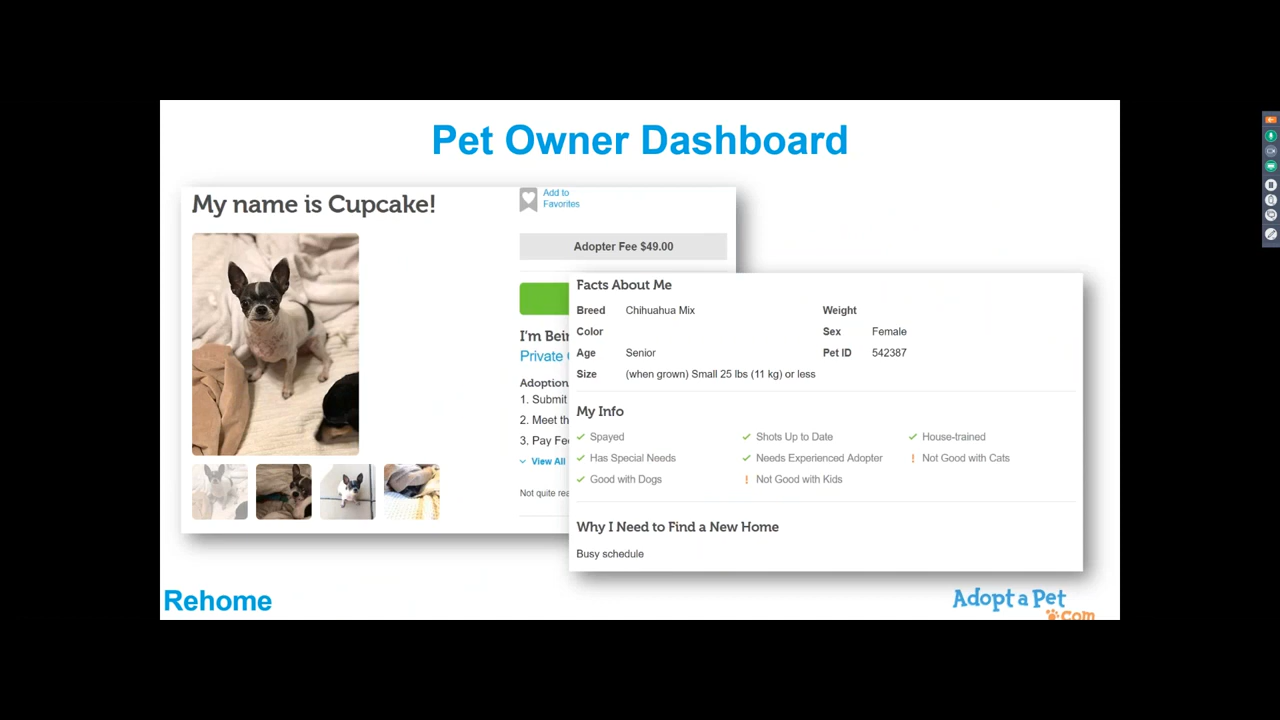 Pet Owner Dashboard
My name is Cupcake!
Add to
Favorites
Adopter Fee $49.00
I'm Bei
Private
Adoption
1. Submit
2. Meet th
3. Pay Fe
View All
Not quite rea
Facts About Me
Breed Chihuahua Mix Weight
Color Sex Female
Age Senior Pet ID 542387
Size (when grown) Small 25 lbs (11 kg) or less
My Info
Spayed Shots Up to Date House-trained
Has Special Needs Needs Experienced Adopter ! Not Good with Cats
Good with Dogs ! Not Good with Kids
Why I Need to Find a New Home
Busy schedule
Rehome
Adopt a Pet
.com